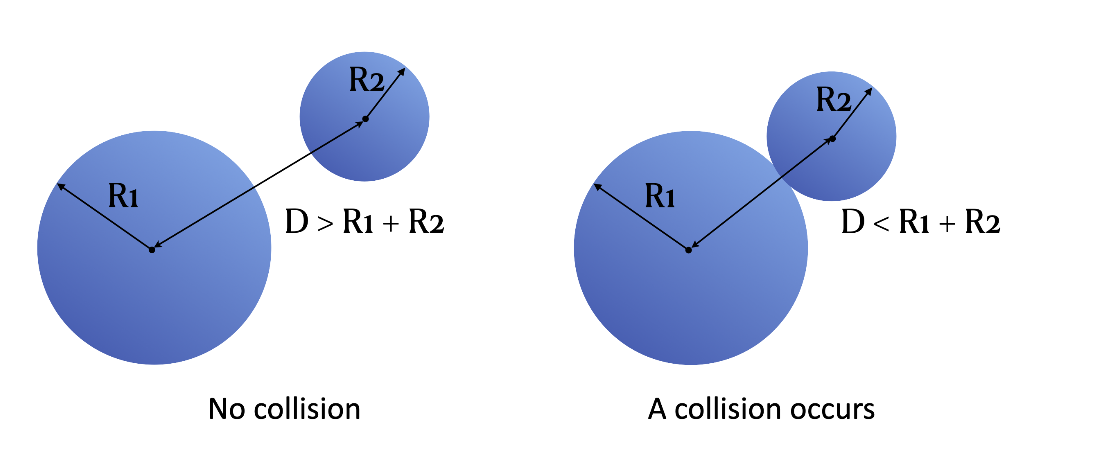 R2
R1
D > R1 + R2
No collision
R2
R1
D < R1 + R2
A collision occurs